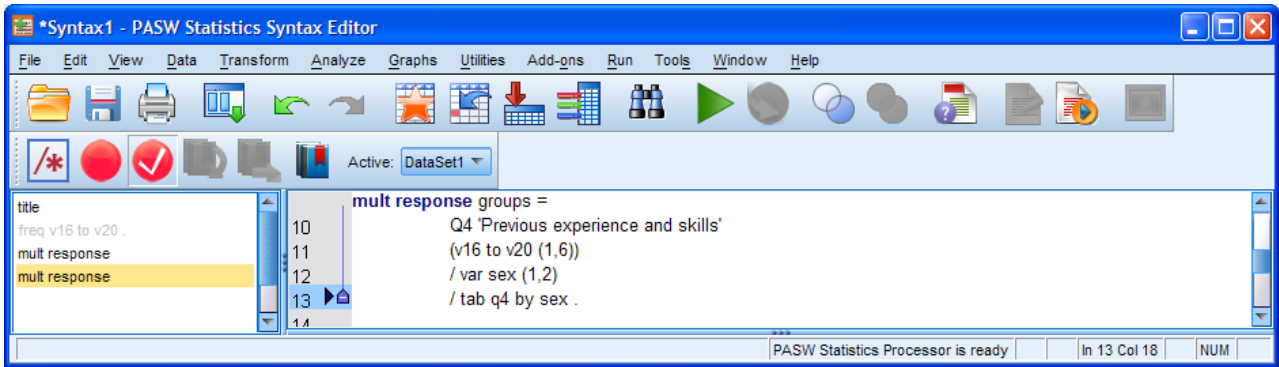 *Syntax1 - PASW Statistics Syntax Editor
File Edit View Data Transform Analyze Graphs Utilities Add-ons Run Tools Window Help
/*
Active: DataSet1
title
freq v16 to v20 .
mult response
mult response
mult response groups =
10 Q4 'Previous experience and skills'
11 (v16 to v20 (1,6))
12 / var sex (1,2)
13 / tab q4 by sex .
14
PASW Statistics Processor is ready In 13 Col 18 NUM